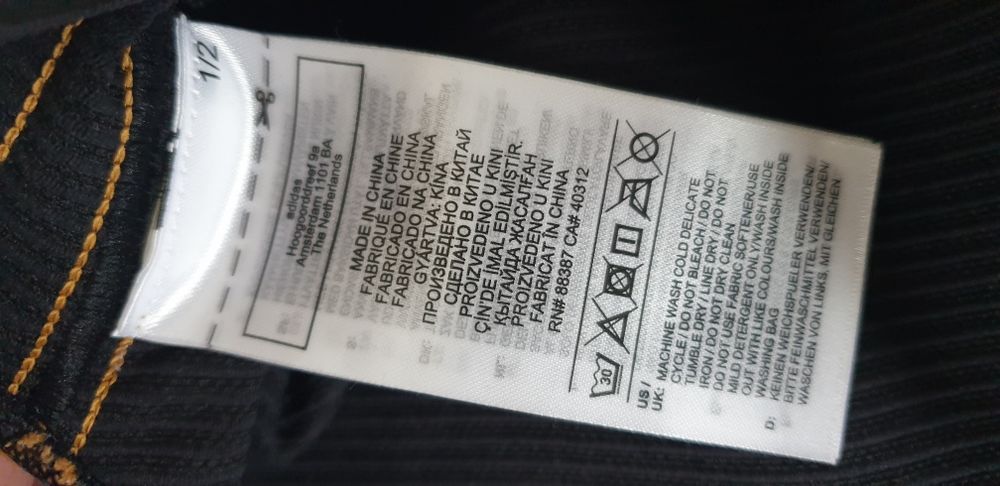 1/2
adidas
Hoogoorddreef 9a
Amsterdam 1101 BA
The Netherlands
MADE IN CHINA
FABRIQUÉ EN CHINE
FABRICADO EN CHINA
FABRICADO NA CHINA
GYÁRTVA: KÍNA
ПРОИЗВЕДЕНО В КИТАЙ
СДЕЛАНО В КИТАЕ
PROIZVEDENO U KINI
ÇİN'DE İMAL EDİLMİŞTİR.
ҚЫТАЙДА ЖАСАЛҒАН
PROIZVEDENO U KINI
FABRICAT IN CHINA
RN# 88387 CA# 40312
30
US /
UK: MACHINE WASH COLD DELICATE
CYCLE / DO NOT BLEACH / DO NOT
TUMBLE DRY / LINE DRY / DO NOT
IRON / DO NOT DRY CLEAN
DO NOT USE FABRIC SOFTENER/USE
MILD DETERGENT ONLY/WASH INSIDE
OUT WITH LIKE COLOURS/WASH INSIDE
WASHING BAG
D: KEINEN WEICHSPUELER VERWENDEN/
BITTE FEINWASCHMITTEL VERWENDEN/
WASCHEN VON LINKS, MIT GLEICHEN